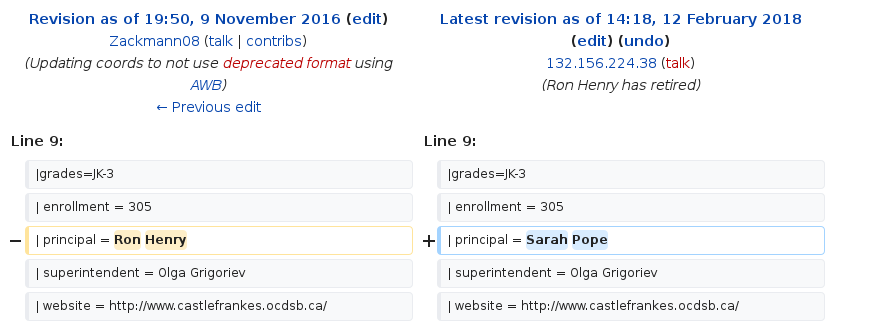 Revision as of 19:50, 9 November 2016 (edit)
Zackmann08 (talk | contribs)
(Updating coords to not use deprecated format using
AWB)
← Previous edit
Latest revision as of 14:18, 12 February 2018
(edit) (undo)
132.156.224.38 (talk)
(Ron Henry has retired)
Line 9:
Line 9:
|grades=JK-3
|grades=JK-3
| enrollment = 305
| enrollment = 305
− | principal = Ron Henry
+ | principal = Sarah Pope
| superintendent = Olga Grigoriev
| superintendent = Olga Grigoriev
| website = http://www.castlefrankes.ocdsb.ca/
| website = http://www.castlefrankes.ocdsb.ca/